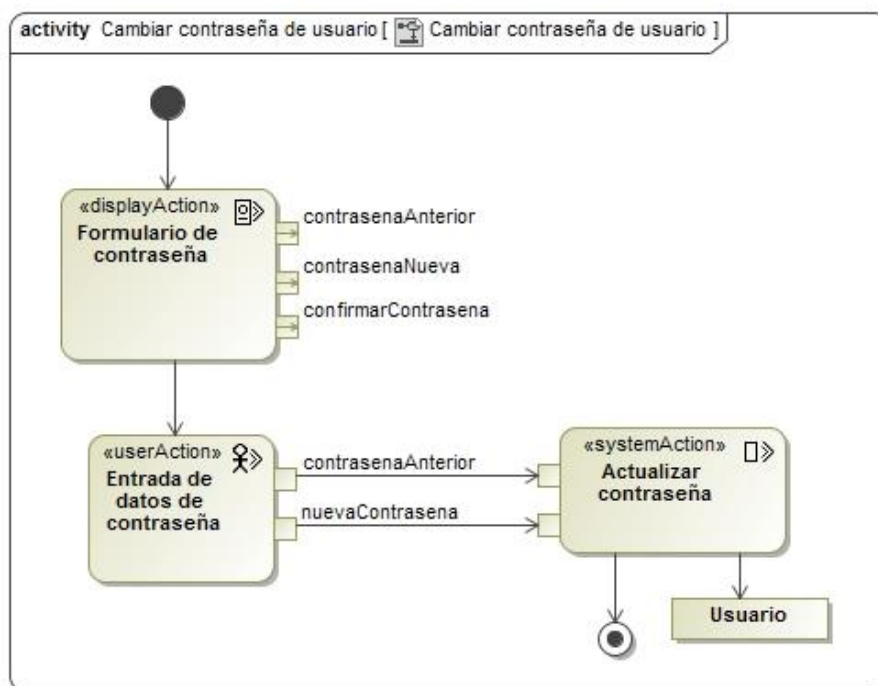 activity Cambiar contraseña de usuario [ Cambiar contraseña de usuario ]
«displayAction»
Formulario de
contraseña
contrasenaAnterior
contrasenaNueva
confirmarContrasena
«userAction»
Entrada de
datos de
contraseña
contrasenaAnterior
nuevaContrasena
«systemAction»
Actualizar
contraseña
Usuario